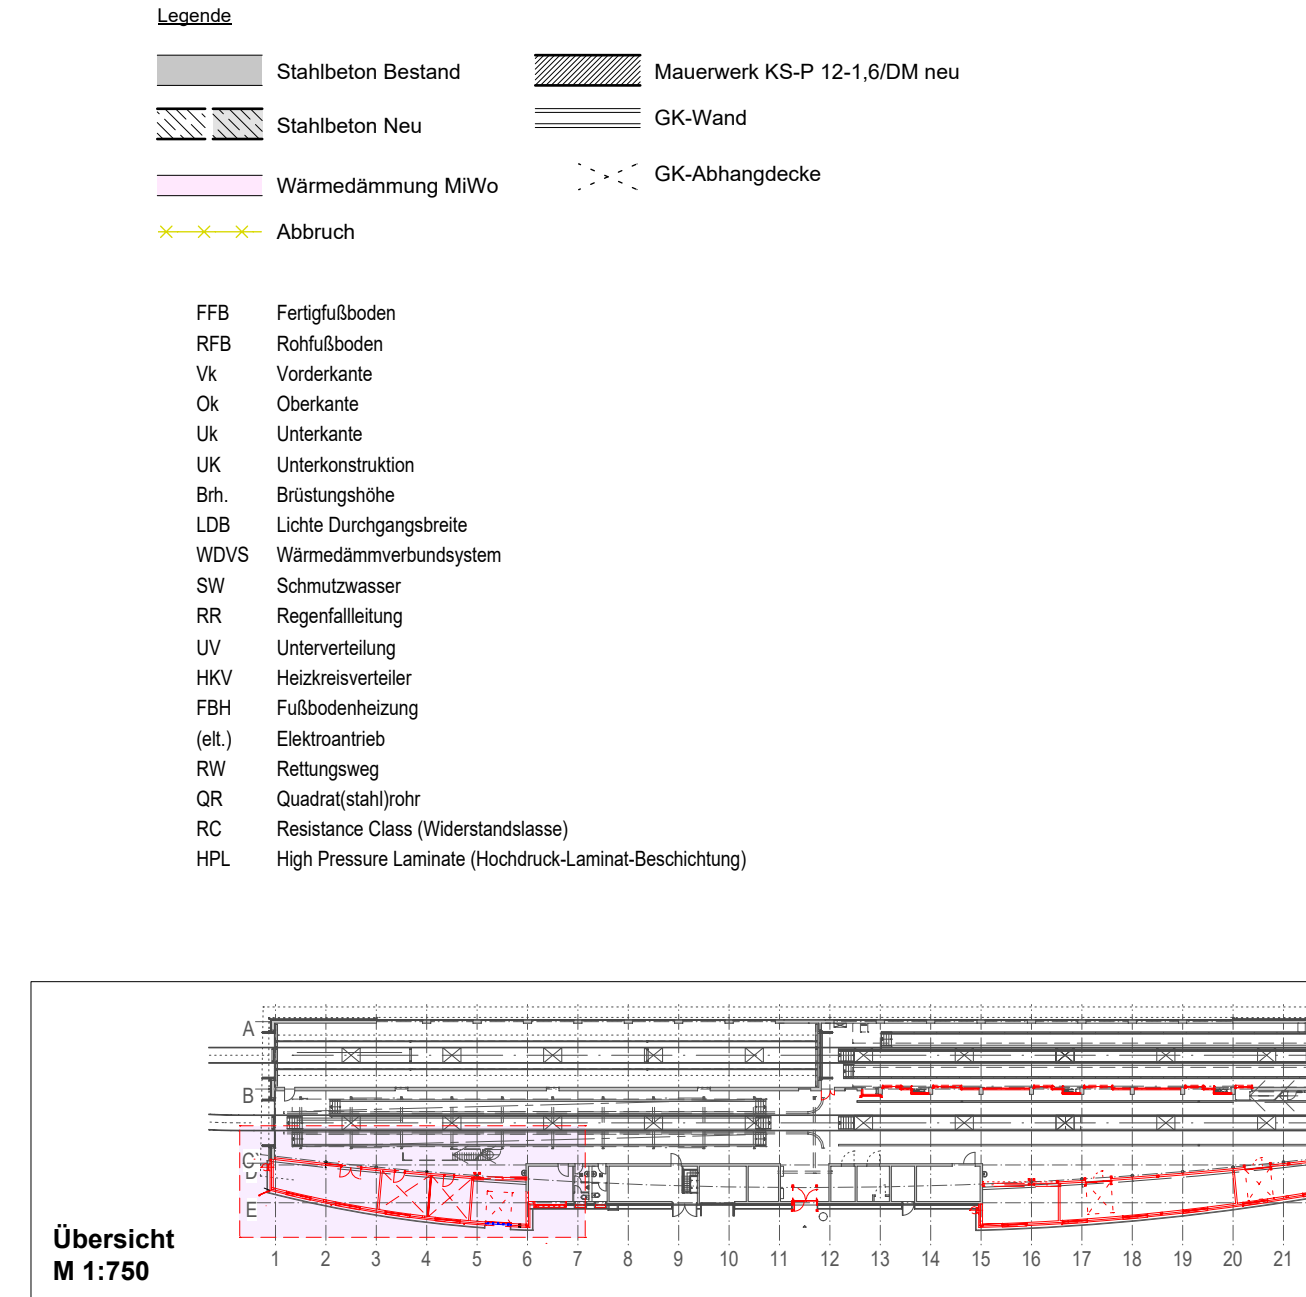 Legende
Stahlbeton Bestand
Mauerwerk KS-P 12-1,6/DM neu
Stahlbeton Neu
GK-Wand
Wärmedämmung MiWo
GK-Abhangdecke
Abbruch
FFB Fertigfußboden
RFB Rohfußboden
Vk Vorderkante
Ok Oberkante
Uk Unterkante
UK Unterkonstruktion
Brh. Brüstungshöhe
LDB Lichte Durchgangsbreite
WDVS Wärmedämmverbundsystem
SW Schmutzwasser
RR Regenfallleitung
UV Unterverteilung
HKV Heizkreisverteiler
FBH Fußbodenheizung
(elt.) Elektroantrieb
RW Rettungsweg
QR Quadrat(stahl)rohr
RC Resistance Class (Widerstandslasse)
HPL High Pressure Laminate (Hochdruck-Laminat-Beschichtung)
A
B
C
D
E
Übersicht
M 1:750
1 2 3 4 5 6 7 8 9 10 11 12 13 14 15 16 17 18 19 20 21